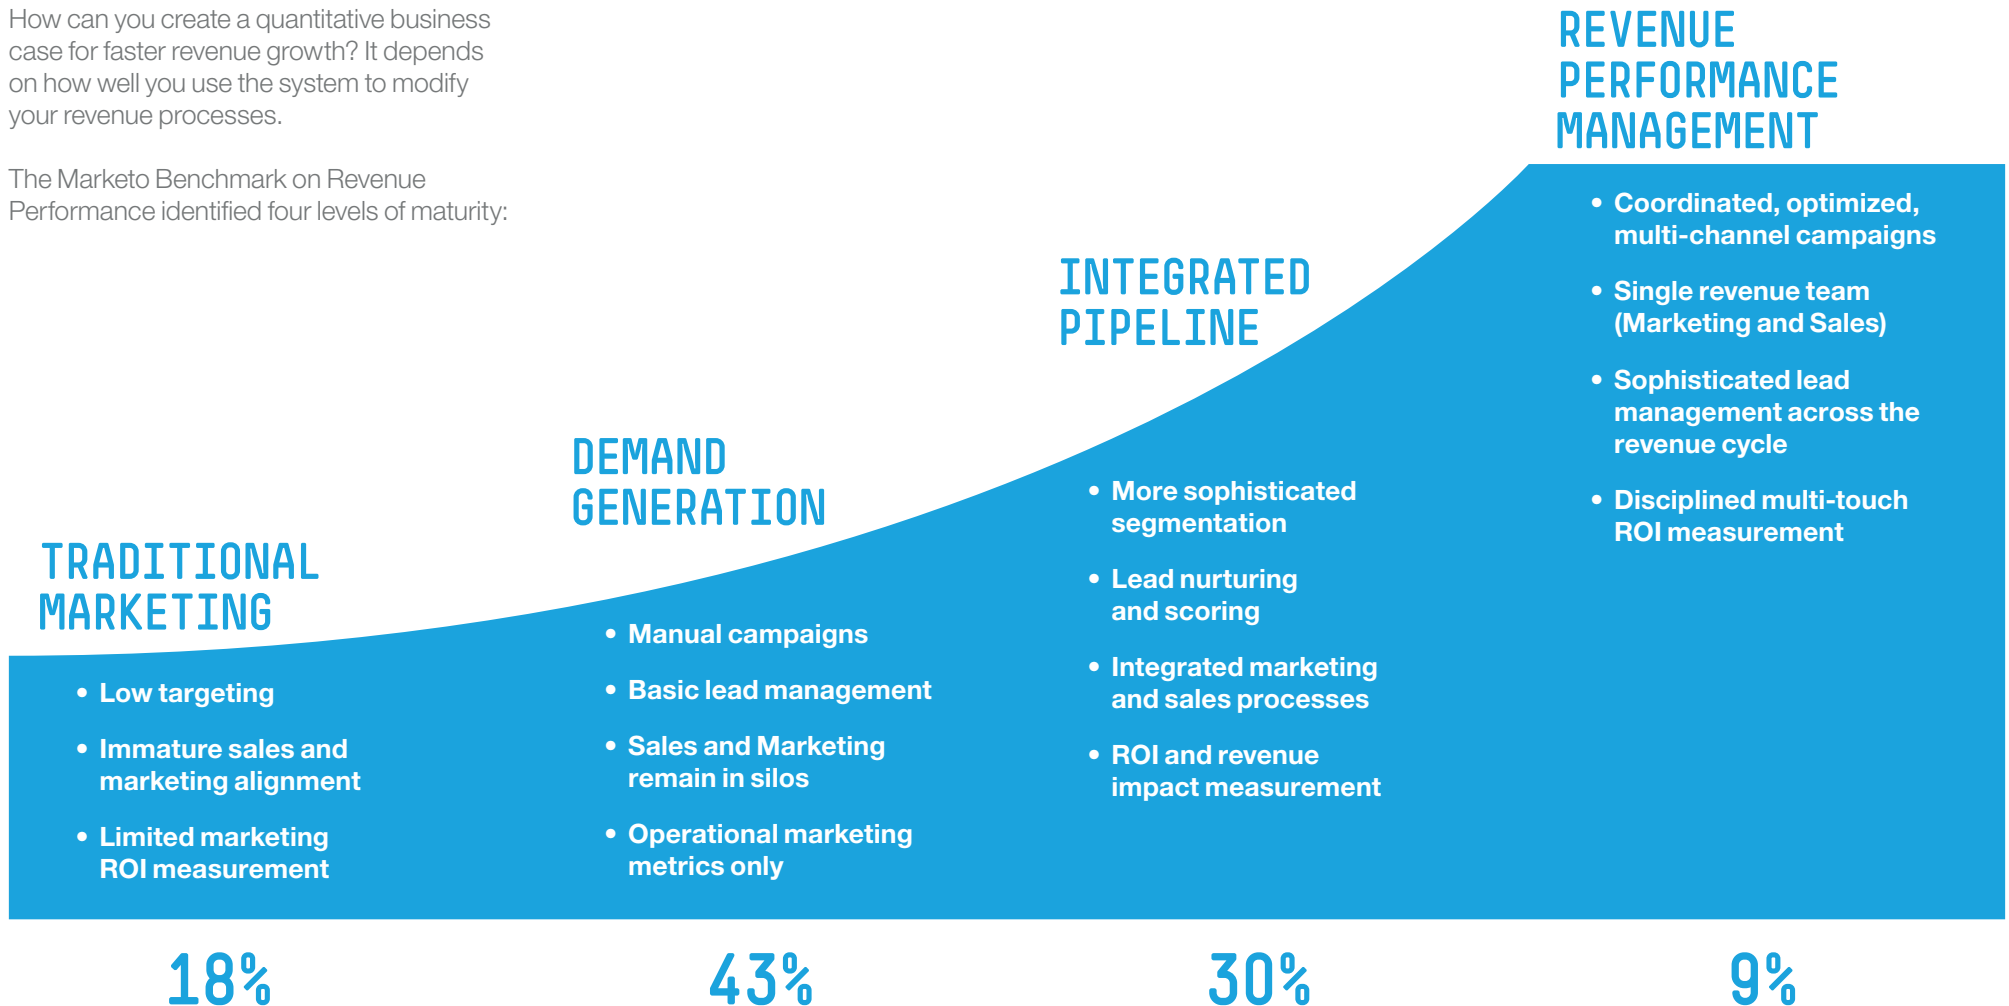 How can you create a quantitative business
case for faster revenue growth? It depends
on how well you use the system to modify
your revenue processes.
The Marketo Benchmark on Revenue
Performance identified four levels of maturity:
TRADITIONAL
MARKETING
• Low targeting
• Immature sales and
marketing alignment
• Limited marketing
ROI measurement
18%
DEMAND
GENERATION
• Manual campaigns
• Basic lead management
• Sales and Marketing
remain in silos
• Operational marketing
metrics only
43%
INTEGRATED
PIPELINE
• More sophisticated
segmentation
• Lead nurturing
and scoring
• Integrated marketing
and sales processes
• ROI and revenue
impact measurement
30%
REVENUE
PERFORMANCE
MANAGEMENT
• Coordinated, optimized,
multi-channel campaigns
• Single revenue team
(Marketing and Sales)
• Sophisticated lead
management across the
revenue cycle
• Disciplined multi-touch
ROI measurement
9%